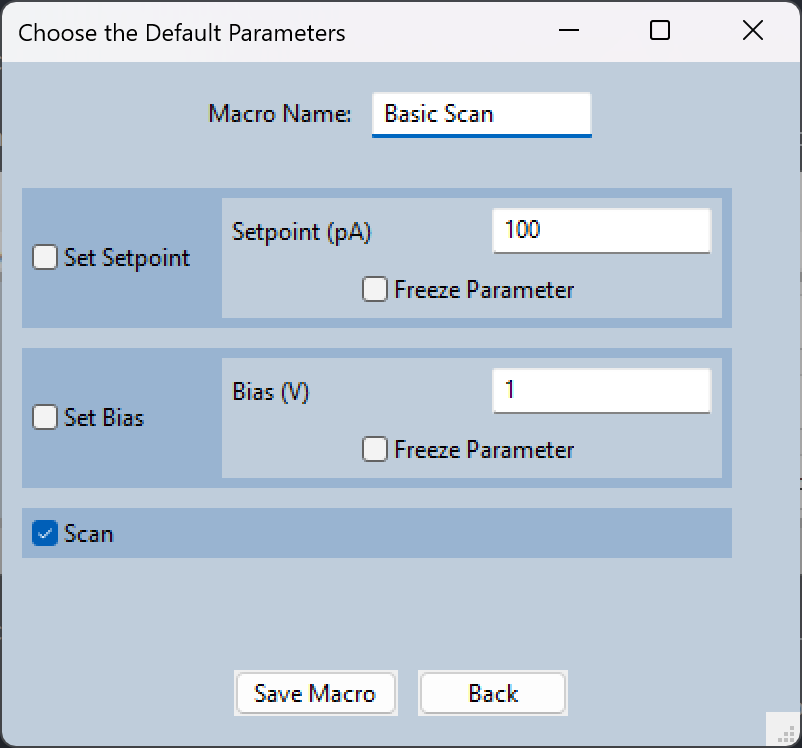 Choose the Default Parameters
Macro Name: Basic Scan
Setpoint (pA) 100
Set Setpoint
Freeze Parameter
Bias (V) 1
Set Bias
Freeze Parameter
Scan
Save Macro Back